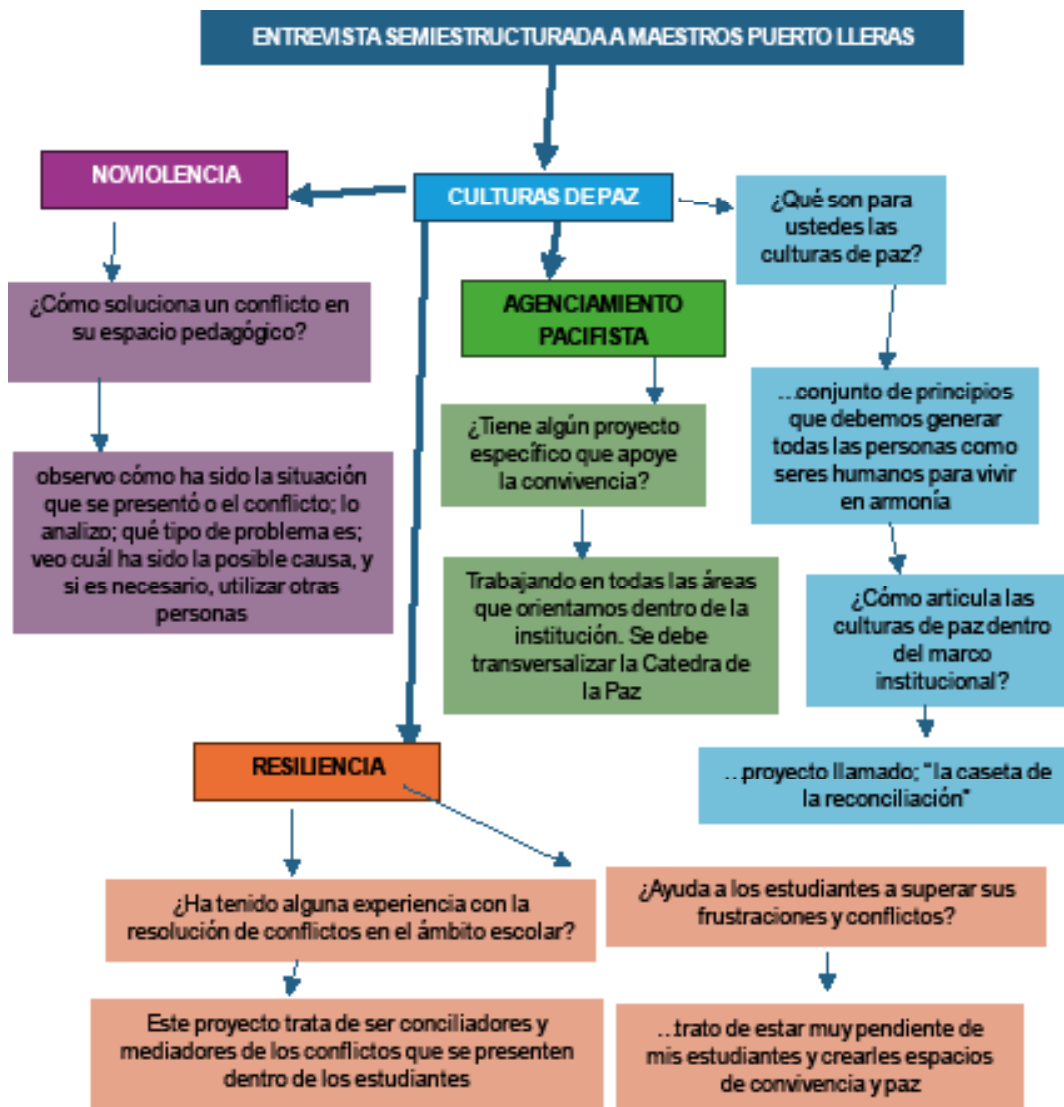 ENTREVISTA SEMIESTRUCTURADA A MAESTROS PUERTO LLERAS
NOVIOLENCIA
¿Cómo soluciona un conflicto en
su espacio pedagógico?
observo cómo ha sido la situación
que se presentó o el conflicto; lo
analizo; qué tipo de problema es;
veo cuál ha sido la posible causa, y
si es necesario, utilizar otras
personas
CULTURAS DE PAZ
AGENCIAMIENTO
PACIFISTA
¿Tiene algún proyecto
específico que apoye
la convivencia?
Trabajando en todas las áreas
que orientamos dentro de la
institución. Se debe
transversalizar la Catedra de
la Paz
¿Qué son para
ustedes las
culturas de paz?
…conjunto de principios
que debemos generar
todas las personas como
seres humanos para vivir
en armonía
¿Cómo articula las
culturas de paz dentro
del marco
institucional?
…proyecto llamado; "la caseta de
la reconciliación"
RESILIENCIA
¿Ha tenido alguna experiencia con la
resolución de conflictos en el ámbito escolar?
Este proyecto trata de ser conciliadores y
mediadores de los conflictos que se presenten
dentro de los estudiantes
¿Ayuda a los estudiantes a superar sus
frustraciones y conflictos?
…trato de estar muy pendiente de
mis estudiantes y crearles espacios
de convivencia y paz